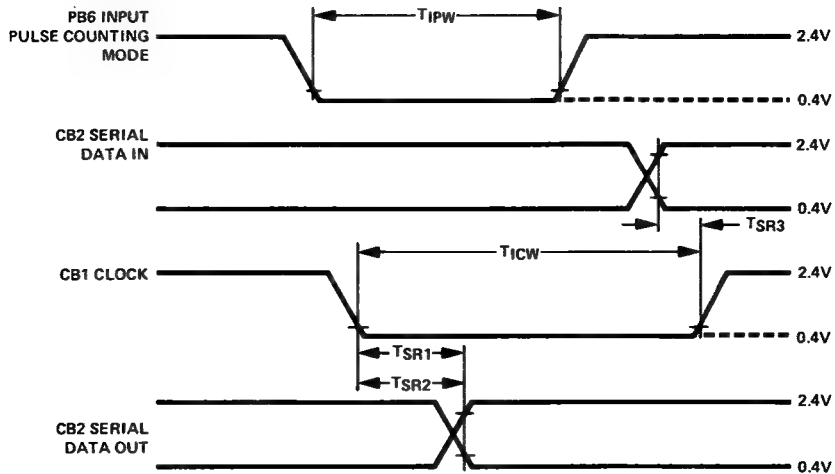 PB6 INPUT
PULSE COUNTING
MODE
TIPW
2.4V
0.4V
CB2 SERIAL
DATA IN
2.4V
0.4V
TSR3
TICW
CB1 CLOCK
2.4V
0.4V
TSR1
TSR2
2.4V
CB2 SERIAL
DATA OUT
0.4V